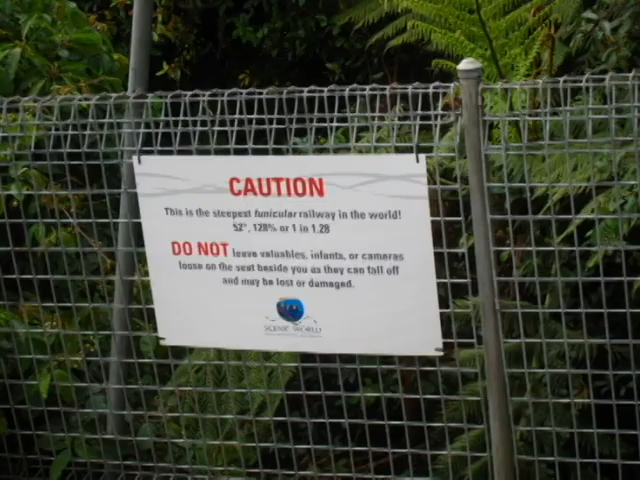 CAUTION
This is the steepest funicular railway in the world!
52°, 128% or 1 in 1.28
DO NOT leave valuables, infants, or cameras
loose on the seat beside you as they can fall off
and may be lost or damaged.
SCENIC WORLD